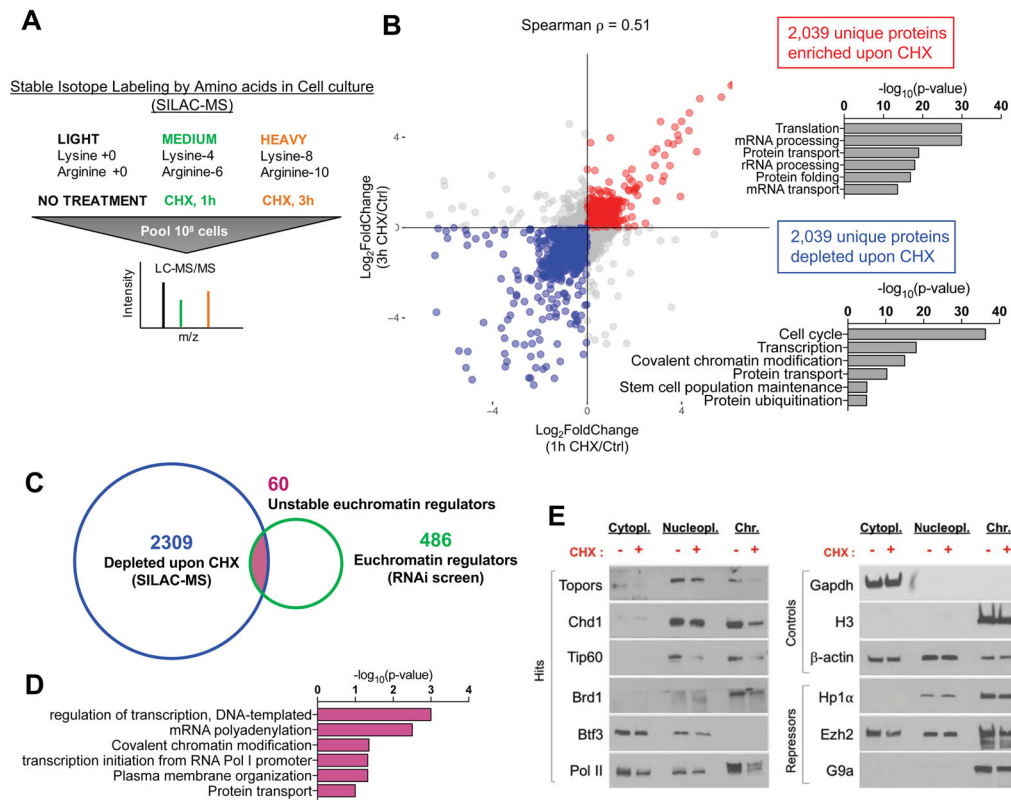 A
Stable Isotope Labeling by Amino acids in Cell culture
(SILAC-MS)
LIGHT MEDIUM HEAVY
Lysine +0 Lysine-4 Lysine-8
Arginine +0 Arginine-6 Arginine-10
NO TREATMENT CHX, 1h CHX, 3h
Pool 10⁸ cells
LC-MS/MS
Intensity
m/z
B
Spearman ρ = 0.51
4
0
−4
−4 0 4
Log₂FoldChange
(3h CHX/Ctrl)
Log₂FoldChange
(1h CHX/Ctrl)
2,039 unique proteins
enriched upon CHX
-log₁₀(p-value)
0 10 20 30 40
Translation
mRNA processing
Protein transport
rRNA processing
Protein folding
mRNA transport
2,039 unique proteins
depleted upon CHX
-log₁₀(p-value)
0 10 20 30 40
Cell cycle
Transcription
Covalent chromatin modification
Protein transport
Stem cell population maintenance
Protein ubiquitination
C
60
Unstable euchromatin regulators
2309
Depleted upon CHX
(SILAC-MS)
486
Euchromatin regulators
(RNAi screen)
D
-log₁₀(p-value)
0 1 2 3 4
regulation of transcription, DNA-templated
mRNA polyadenylation
Covalent chromatin modification
transcription initiation from RNA Pol I promoter
Plasma membrane organization
Protein transport
E
Cytopl. Nucleopl. Chr.
CHX : - + - + - +
Hits
Topors
Chd1
Tip60
Brd1
Btf3
Pol II
Cytopl. Nucleopl. Chr.
CHX : - + - + - +
Controls
Gapdh
H3
β-actin
Repressors
Hp1α
Ezh2
G9a